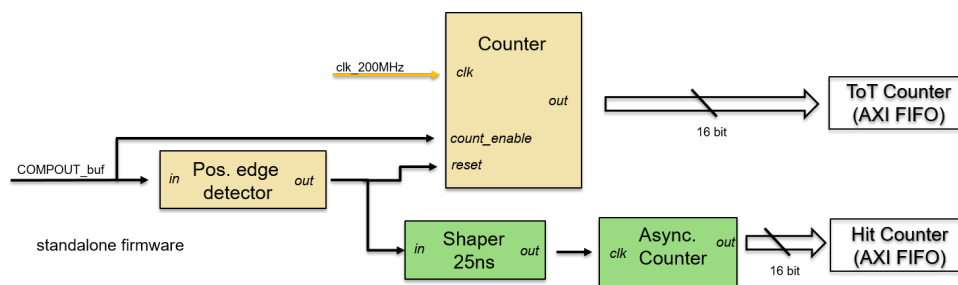 Counter
clk_200MHz
clk
out
ToT Counter
(AXI FIFO)
16 bit
count_enable
COMPOUT_buf
reset
in
Pos. edge
detector
out
standalone firmware
in
Shaper
25ns
out
clk
Async.
Counter
out
16 bit
Hit Counter
(AXI FIFO)